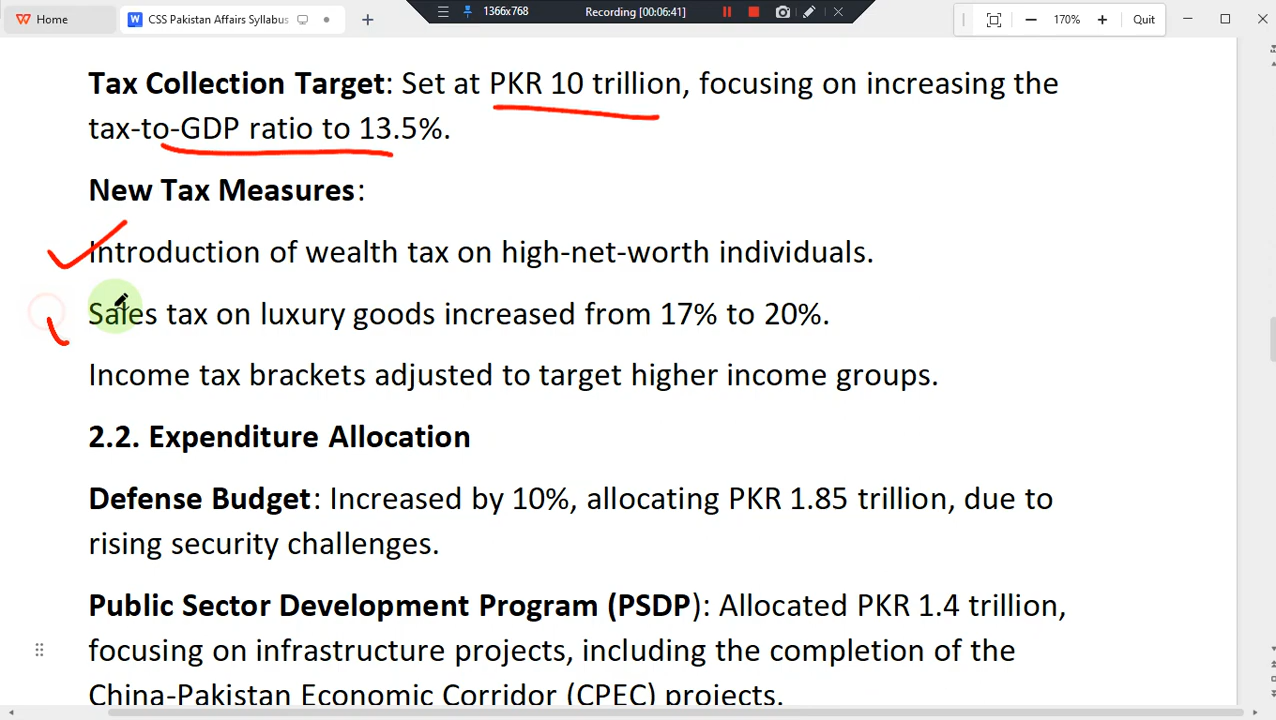 Home
CSS Pakistan Affairs Syllabus
1366x768
Recording [00:06:41]
170%
Quit
Tax Collection Target: Set at PKR 10 trillion, focusing on increasing the
tax-to-GDP ratio to 13.5%.
New Tax Measures:
Introduction of wealth tax on high-net-worth individuals.
Sales tax on luxury goods increased from 17% to 20%.
Income tax brackets adjusted to target higher income groups.
2.2. Expenditure Allocation
Defense Budget: Increased by 10%, allocating PKR 1.85 trillion, due to
rising security challenges.
Public Sector Development Program (PSDP): Allocated PKR 1.4 trillion,
focusing on infrastructure projects, including the completion of the
China-Pakistan Economic Corridor (CPEC) projects.